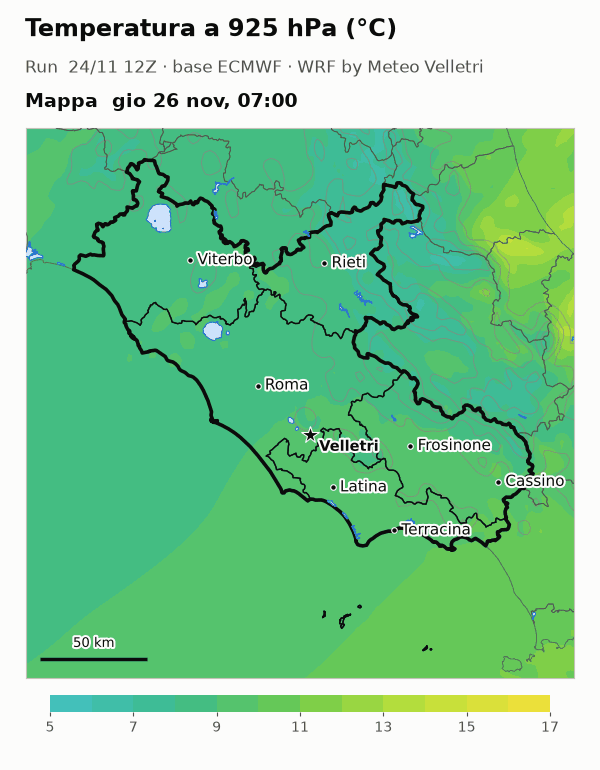 Temperatura a 925 hPa (°C)
Run  24/11 12Z · base ECMWF · WRF by Meteo Velletri
Mappa  gio 26 nov, 07:00
Viterbo
Rieti
Roma
Velletri
Frosinone
Latina
Cassino
Terracina
50 km
5 7 9 11 13 15 17